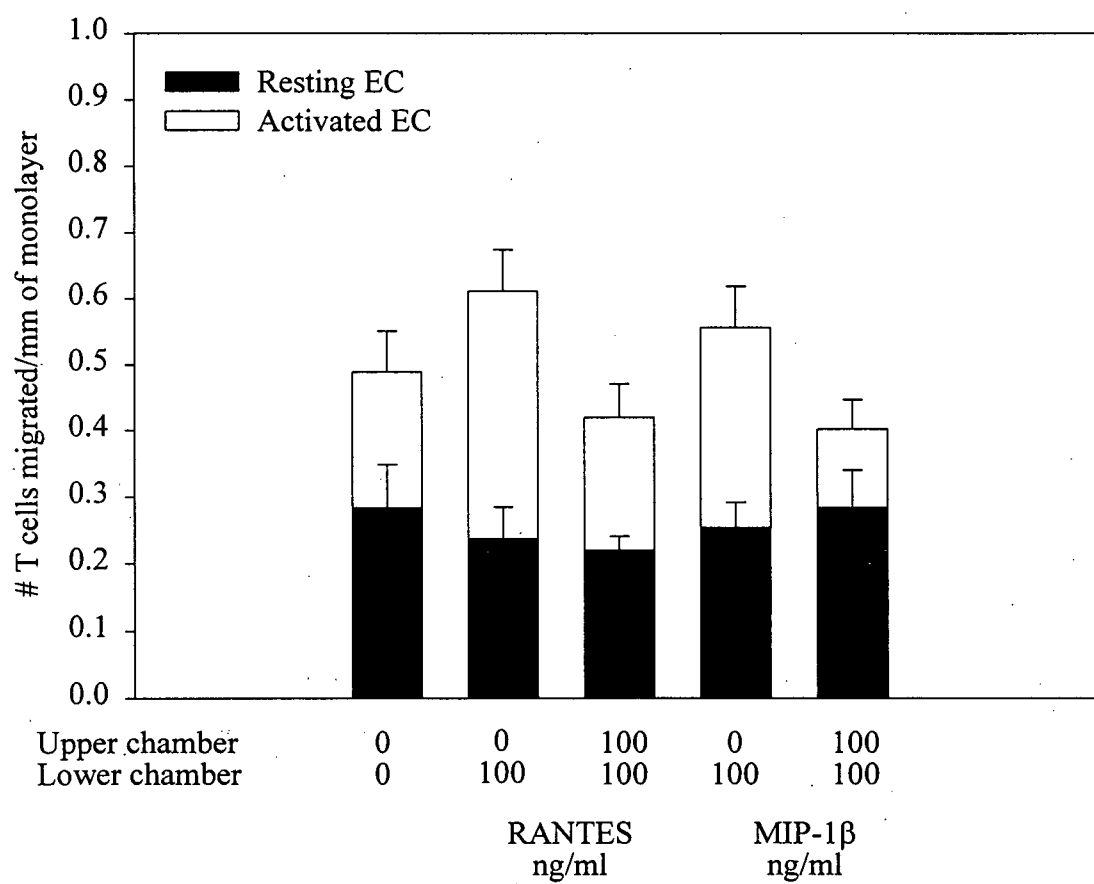 1.0
0.9
0.8
0.7
0.6
0.5
0.4
0.3
0.2
0.1
0.0
# T cells migrated/mm of monolayer
Resting EC
Activated EC
Upper chamber 0 0 100 0 100
Lower chamber 0 100 100 100 100
RANTES MIP-1β
ng/ml ng/ml